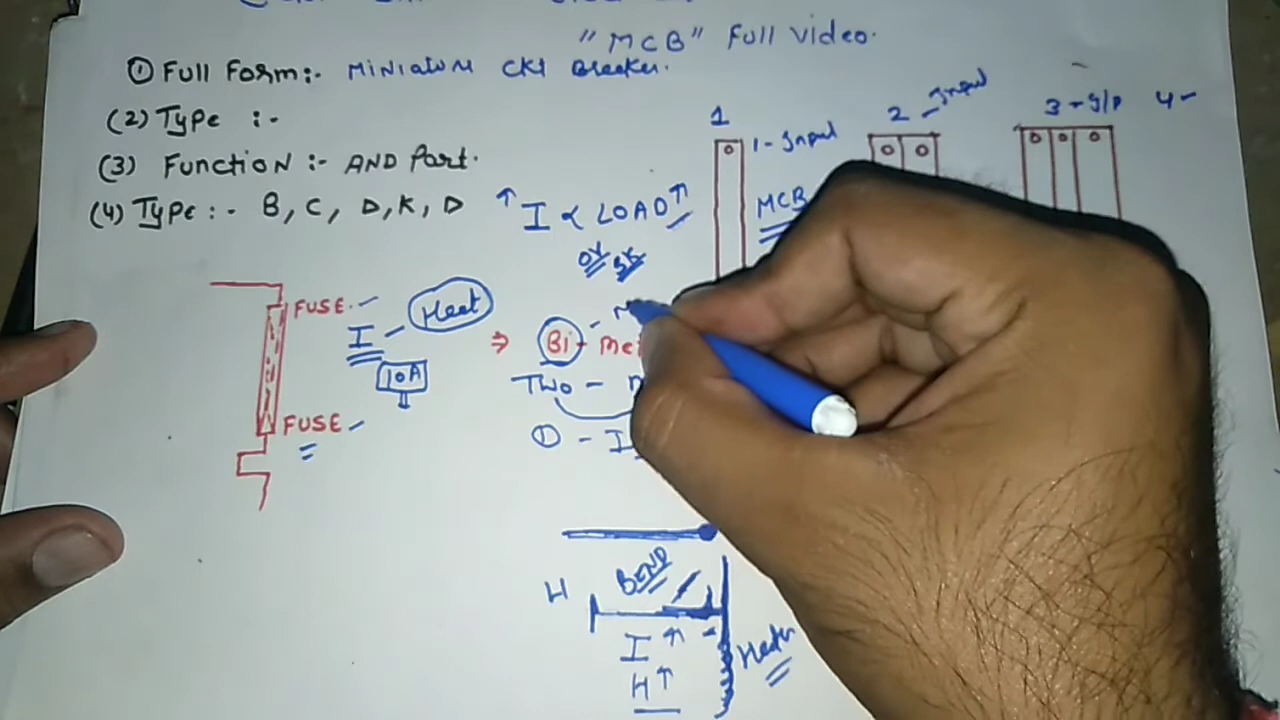 "MCB" Full Video.
① Full Form:- Miniature CKt Breaker.
(2) Type :-
(3) Function :- AND Part.
(4) Type :- B, C, D, K, D
1
1 - Input
2 - Input
3 - I/P 4 -
MCB
↑ I ∝ LOAD ↑
FUSE -
I - Heat
10A
FUSE -
⇒ Bi - Me
Two -
① - I
BEND
H
I ↑
H ↑
Heater